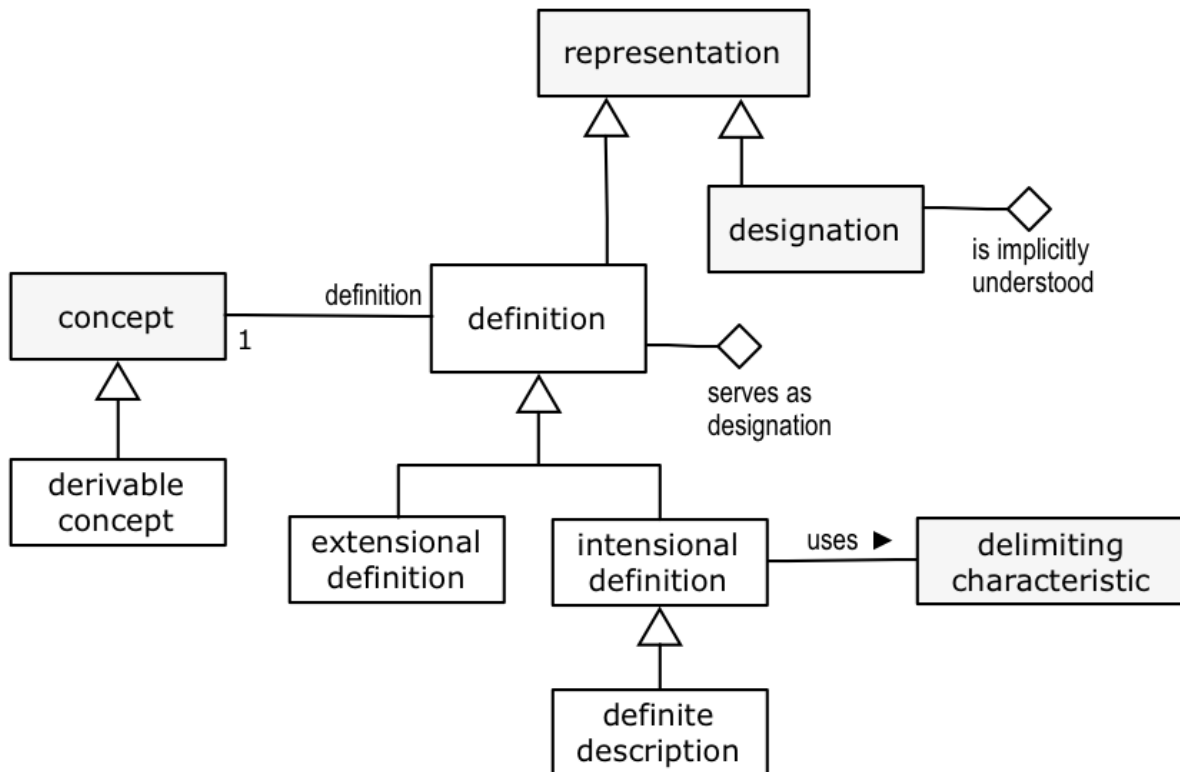 representation
designation
is implicitly
understood
concept
1
definition
definition
serves as
designation
derivable
concept
extensional
definition
intensional
definition
uses ►
delimiting
characteristic
definite
description